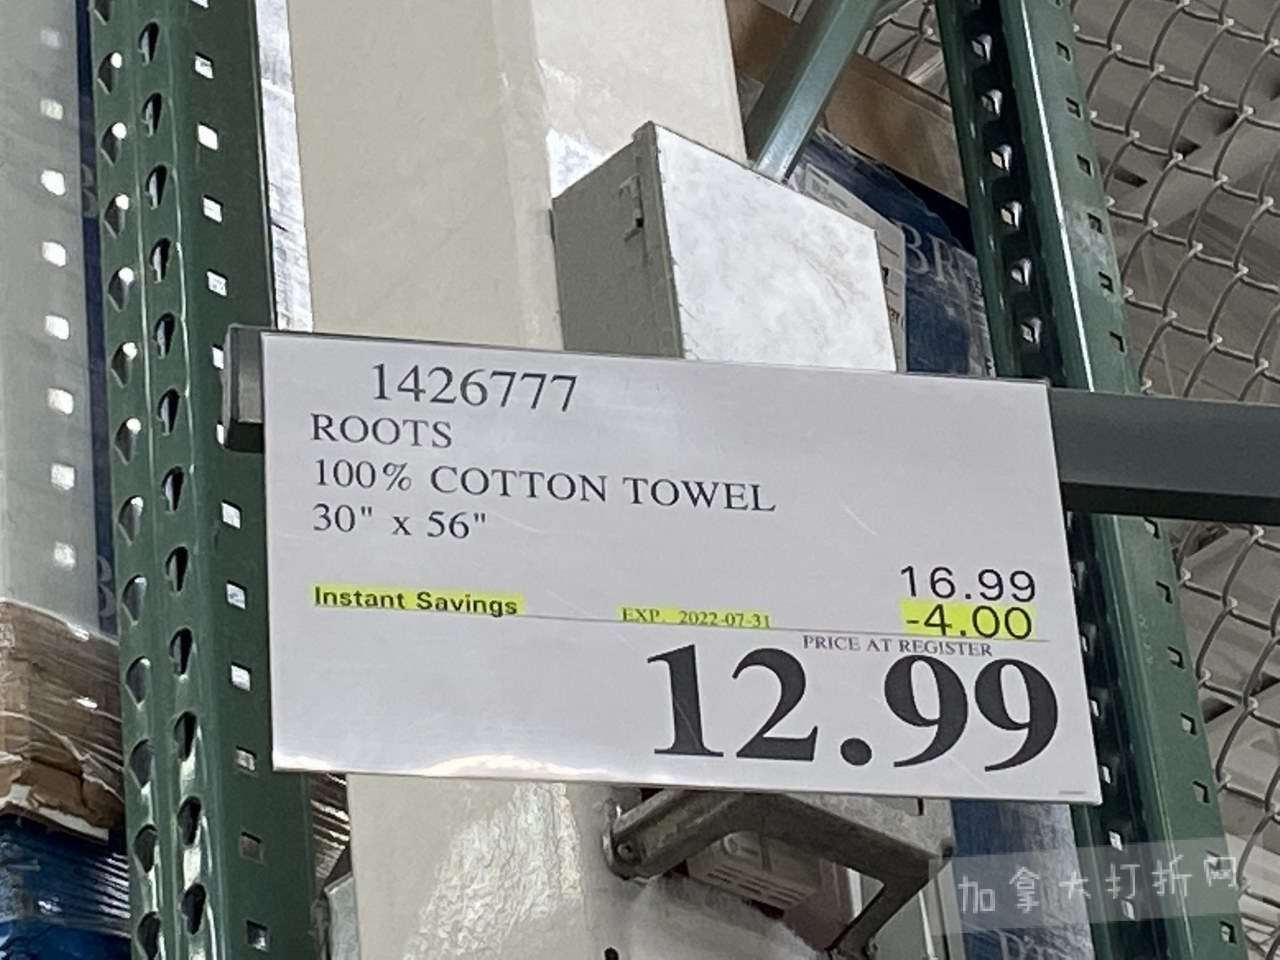 1426777
ROOTS
100% COTTON TOWEL
30" x 56"
16.99
Instant Savings EXP. 2022-07-31 -4.00
PRICE AT REGISTER
12.99
加拿大打折网